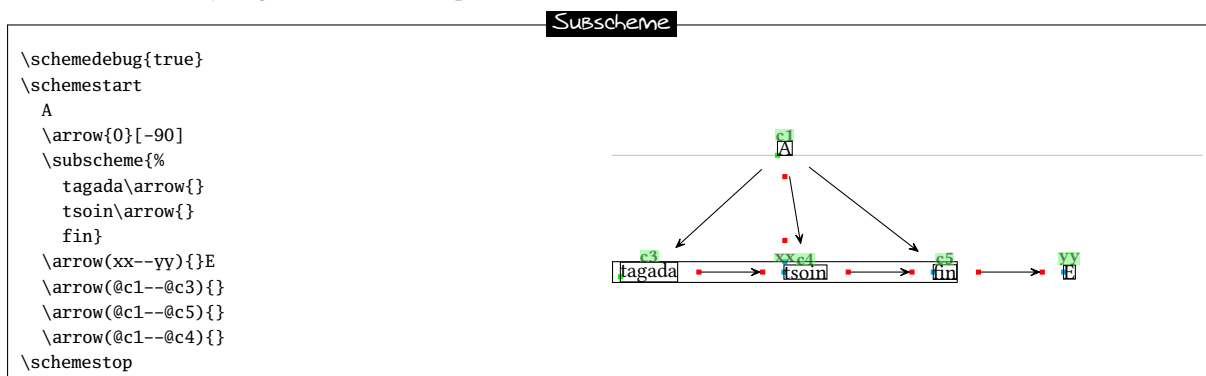 Subscheme
\schemedebug{true}
\schemestart
A
\arrow{0}[-90]
\subscheme{%
tagada\arrow{}
tsoin\arrow{}
fin}
\arrow(xx--yy){}E
\arrow(@c1--@c3){}
\arrow(@c1--@c5){}
\arrow(@c1--@c4){}
\schemestop
c1
A
c3 xx c4 c5 yy
tagada tsoin fin E